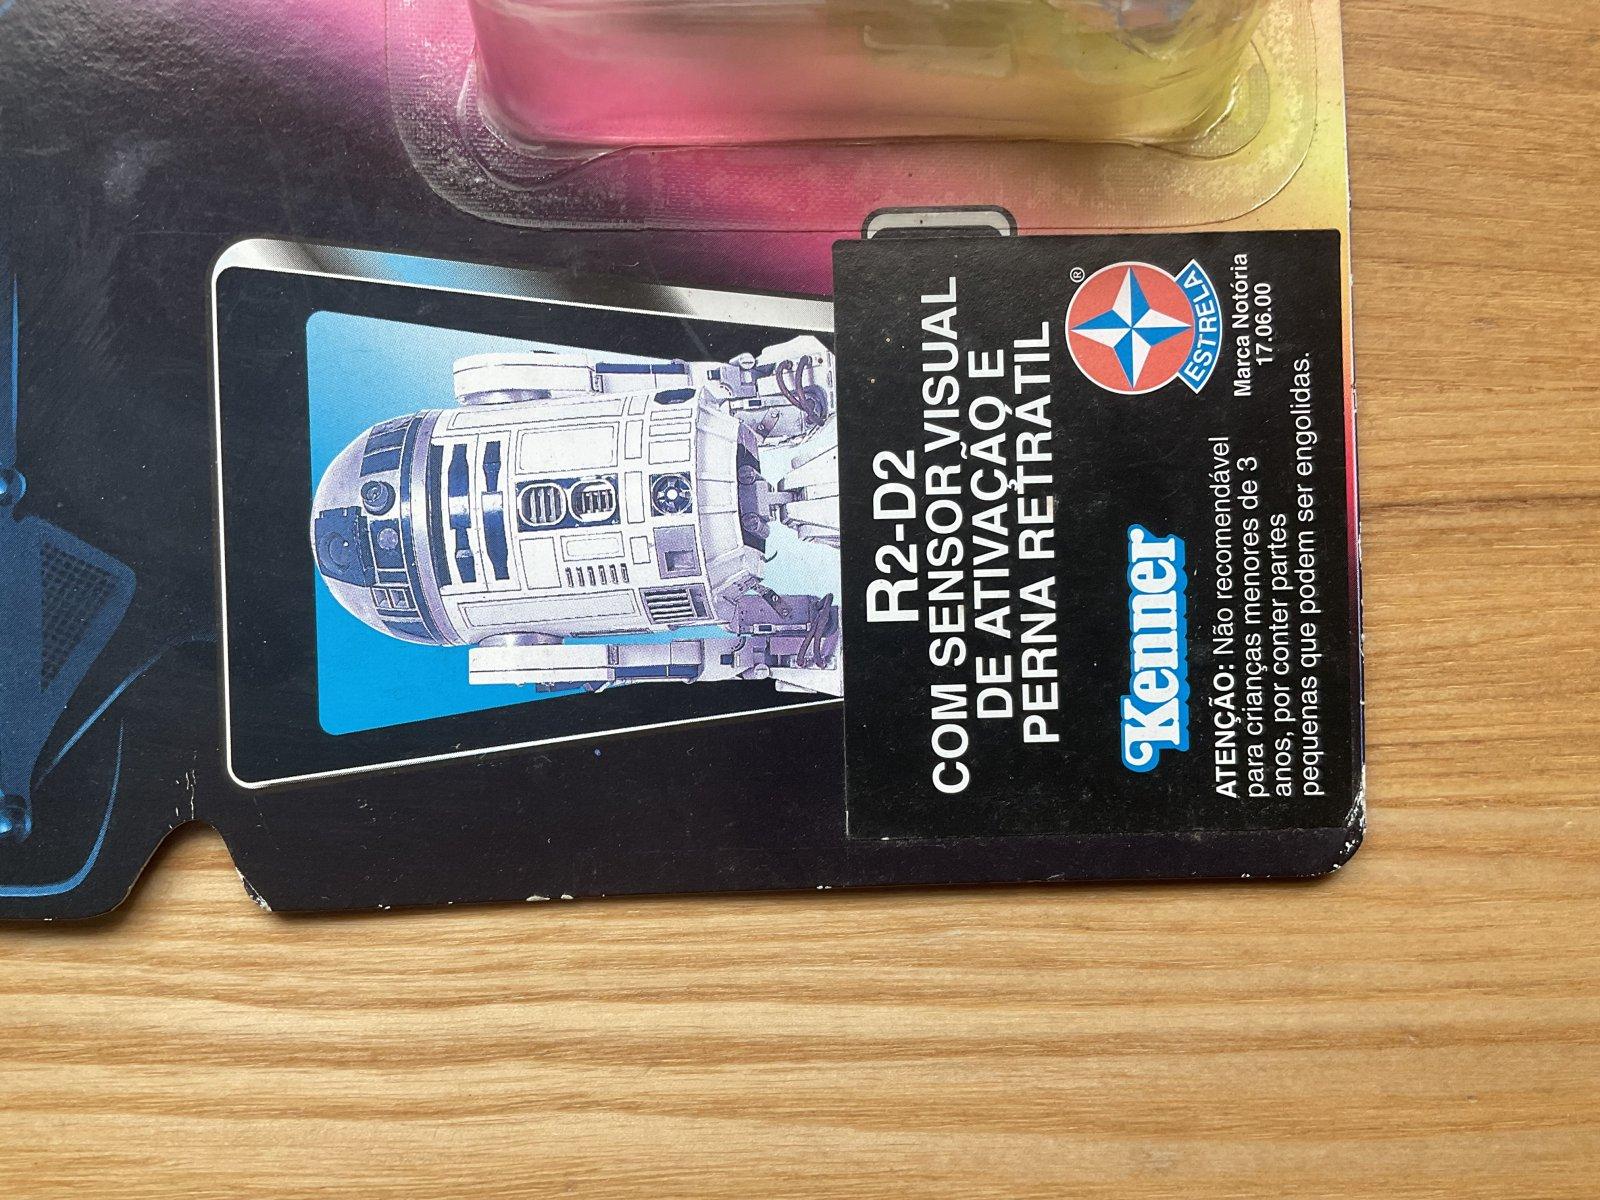 R2-D2
COM SENSOR VISUAL
DE ATIVAÇÃO E
PERNA RETRÁTIL
Kenner
®
ESTRELA
Marca Notória
17.06.00
ATENÇÃO: Não recomendável
para crianças menores de 3
anos, por conter partes
pequenas que podem ser engolidas.